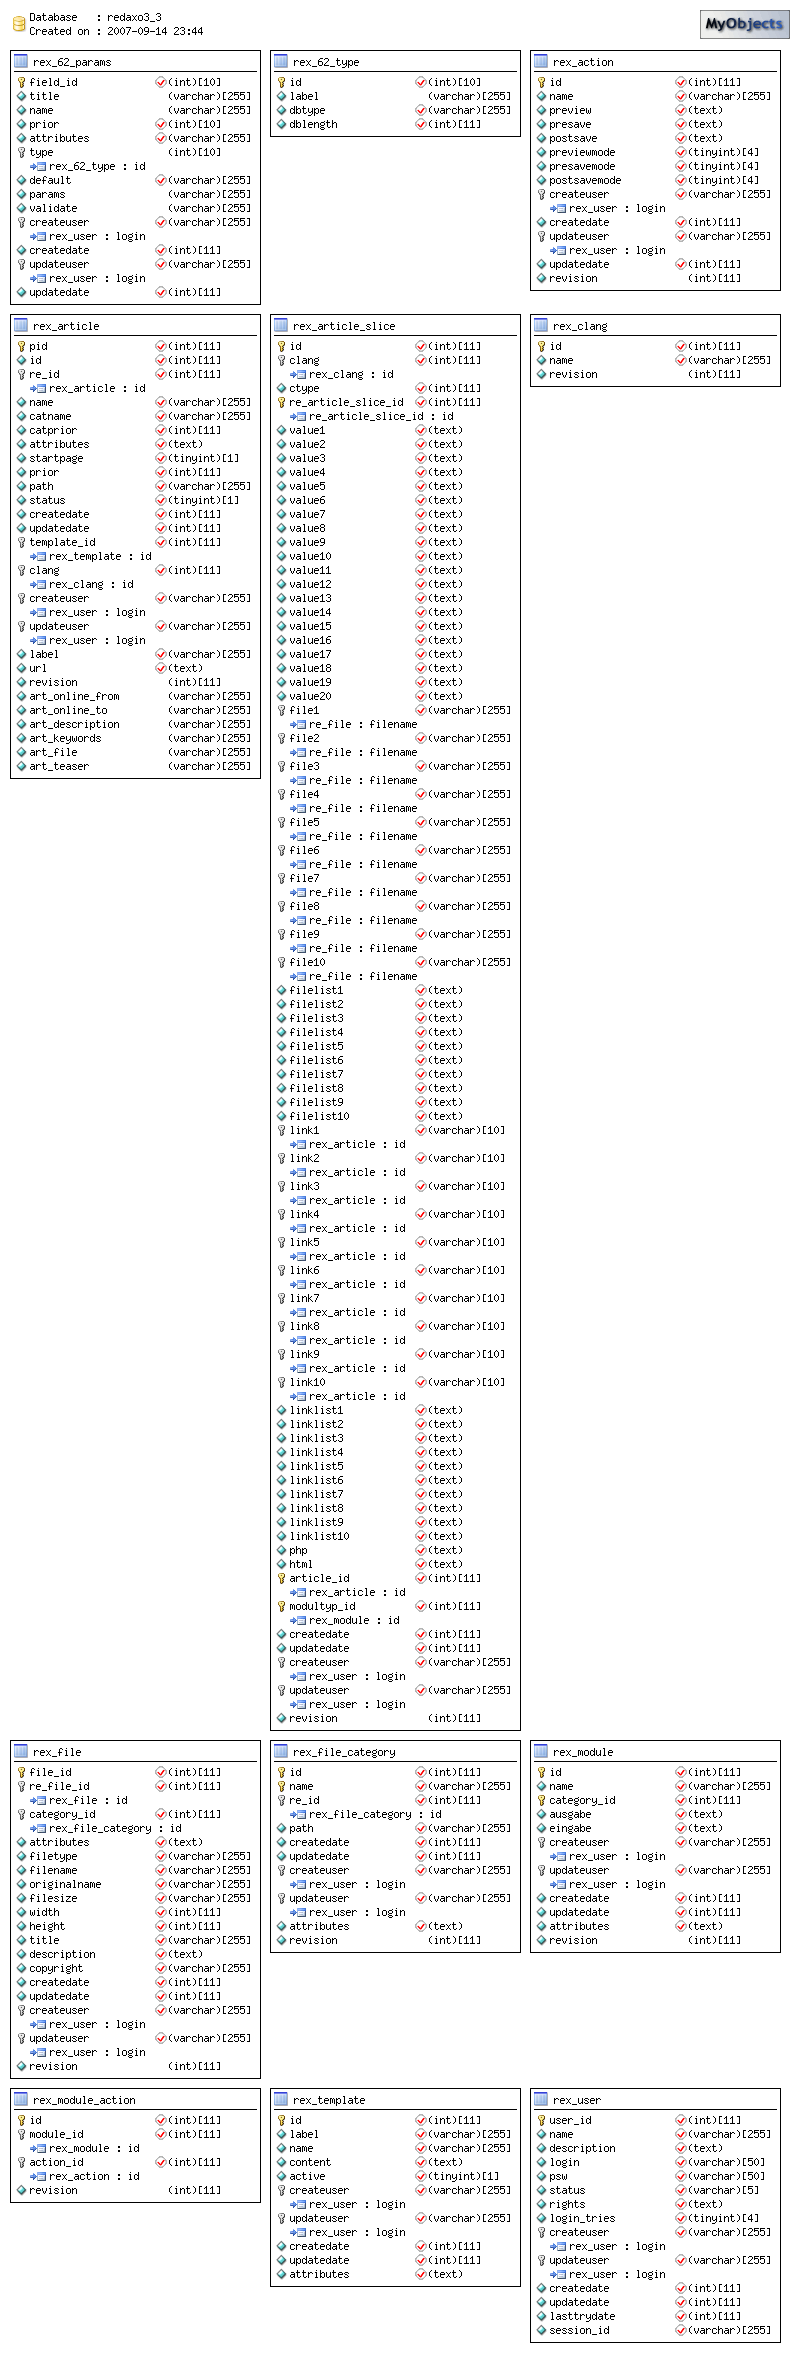 Database : redaxo3_3
Created on : 2007-09-14 23:44
MyObjects
rex_62_params
field_id (int)[10]
title (varchar)[255]
name (varchar)[255]
prior (int)[10]
attributes (varchar)[255]
type (int)[10]
rex_62_type : id
default (varchar)[255]
params (varchar)[255]
validate (varchar)[255]
createuser (varchar)[255]
rex_user : login
createdate (int)[11]
updateuser (varchar)[255]
rex_user : login
updatedate (int)[11]
rex_62_type
id (int)[10]
label (varchar)[255]
dbtype (varchar)[255]
dblength (int)[11]
rex_action
id (int)[11]
name (varchar)[255]
preview (text)
presave (text)
postsave (text)
previewmode (tinyint)[4]
presavemode (tinyint)[4]
postsavemode (tinyint)[4]
createuser (varchar)[255]
rex_user : login
createdate (int)[11]
updateuser (varchar)[255]
rex_user : login
updatedate (int)[11]
revision (int)[11]
rex_article
pid (int)[11]
id (int)[11]
re_id (int)[11]
rex_article : id
name (varchar)[255]
catname (varchar)[255]
catprior (int)[11]
attributes (text)
startpage (tinyint)[1]
prior (int)[11]
path (varchar)[255]
status (tinyint)[1]
createdate (int)[11]
updatedate (int)[11]
template_id (int)[11]
rex_template : id
clang (int)[11]
rex_clang : id
createuser (varchar)[255]
rex_user : login
updateuser (varchar)[255]
rex_user : login
label (varchar)[255]
url (text)
revision (int)[11]
art_online_from (varchar)[255]
art_online_to (varchar)[255]
art_description (varchar)[255]
art_keywords (varchar)[255]
art_file (varchar)[255]
art_teaser (varchar)[255]
rex_article_slice
id (int)[11]
clang (int)[11]
rex_clang : id
ctype (int)[11]
re_article_slice_id (int)[11]
re_article_slice_id : id
value1 (text)
value2 (text)
value3 (text)
value4 (text)
value5 (text)
value6 (text)
value7 (text)
value8 (text)
value9 (text)
value10 (text)
value11 (text)
value12 (text)
value13 (text)
value14 (text)
value15 (text)
value16 (text)
value17 (text)
value18 (text)
value19 (text)
value20 (text)
file1 (varchar)[255]
re_file : filename
file2 (varchar)[255]
re_file : filename
file3 (varchar)[255]
re_file : filename
file4 (varchar)[255]
re_file : filename
file5 (varchar)[255]
re_file : filename
file6 (varchar)[255]
re_file : filename
file7 (varchar)[255]
re_file : filename
file8 (varchar)[255]
re_file : filename
file9 (varchar)[255]
re_file : filename
file10 (varchar)[255]
re_file : filename
filelist1 (text)
filelist2 (text)
filelist3 (text)
filelist4 (text)
filelist5 (text)
filelist6 (text)
filelist7 (text)
filelist8 (text)
filelist9 (text)
filelist10 (text)
link1 (varchar)[10]
rex_article : id
link2 (varchar)[10]
rex_article : id
link3 (varchar)[10]
rex_article : id
link4 (varchar)[10]
rex_article : id
link5 (varchar)[10]
rex_article : id
link6 (varchar)[10]
rex_article : id
link7 (varchar)[10]
rex_article : id
link8 (varchar)[10]
rex_article : id
link9 (varchar)[10]
rex_article : id
link10 (varchar)[10]
rex_article : id
linklist1 (text)
linklist2 (text)
linklist3 (text)
linklist4 (text)
linklist5 (text)
linklist6 (text)
linklist7 (text)
linklist8 (text)
linklist9 (text)
linklist10 (text)
php (text)
html (text)
article_id (int)[11]
rex_article : id
modultyp_id (int)[11]
rex_module : id
createdate (int)[11]
updatedate (int)[11]
createuser (varchar)[255]
rex_user : login
updateuser (varchar)[255]
rex_user : login
revision (int)[11]
rex_clang
id (int)[11]
name (varchar)[255]
revision (int)[11]
rex_file
file_id (int)[11]
re_file_id (int)[11]
rex_file : id
category_id (int)[11]
rex_file_category : id
attributes (text)
filetype (varchar)[255]
filename (varchar)[255]
originalname (varchar)[255]
filesize (varchar)[255]
width (int)[11]
height (int)[11]
title (varchar)[255]
description (text)
copyright (varchar)[255]
createdate (int)[11]
updatedate (int)[11]
createuser (varchar)[255]
rex_user : login
updateuser (varchar)[255]
rex_user : login
revision (int)[11]
rex_file_category
id (int)[11]
name (varchar)[255]
re_id (int)[11]
rex_file_category : id
path (varchar)[255]
createdate (int)[11]
updatedate (int)[11]
createuser (varchar)[255]
rex_user : login
updateuser (varchar)[255]
rex_user : login
attributes (text)
revision (int)[11]
rex_module
id (int)[11]
name (varchar)[255]
category_id (int)[11]
ausgabe (text)
eingabe (text)
createuser (varchar)[255]
rex_user : login
updateuser (varchar)[255]
rex_user : login
createdate (int)[11]
updatedate (int)[11]
attributes (text)
revision (int)[11]
rex_module_action
id (int)[11]
module_id (int)[11]
rex_module : id
action_id (int)[11]
rex_action : id
revision (int)[11]
rex_template
id (int)[11]
label (varchar)[255]
name (varchar)[255]
content (text)
active (tinyint)[1]
createuser (varchar)[255]
rex_user : login
updateuser (varchar)[255]
rex_user : login
createdate (int)[11]
updatedate (int)[11]
attributes (text)
rex_user
user_id (int)[11]
name (varchar)[255]
description (text)
login (varchar)[50]
psw (varchar)[50]
status (varchar)[5]
rights (text)
login_tries (tinyint)[4]
createuser (varchar)[255]
rex_user : login
updateuser (varchar)[255]
rex_user : login
createdate (int)[11]
updatedate (int)[11]
lasttrydate (int)[11]
session_id (varchar)[255]